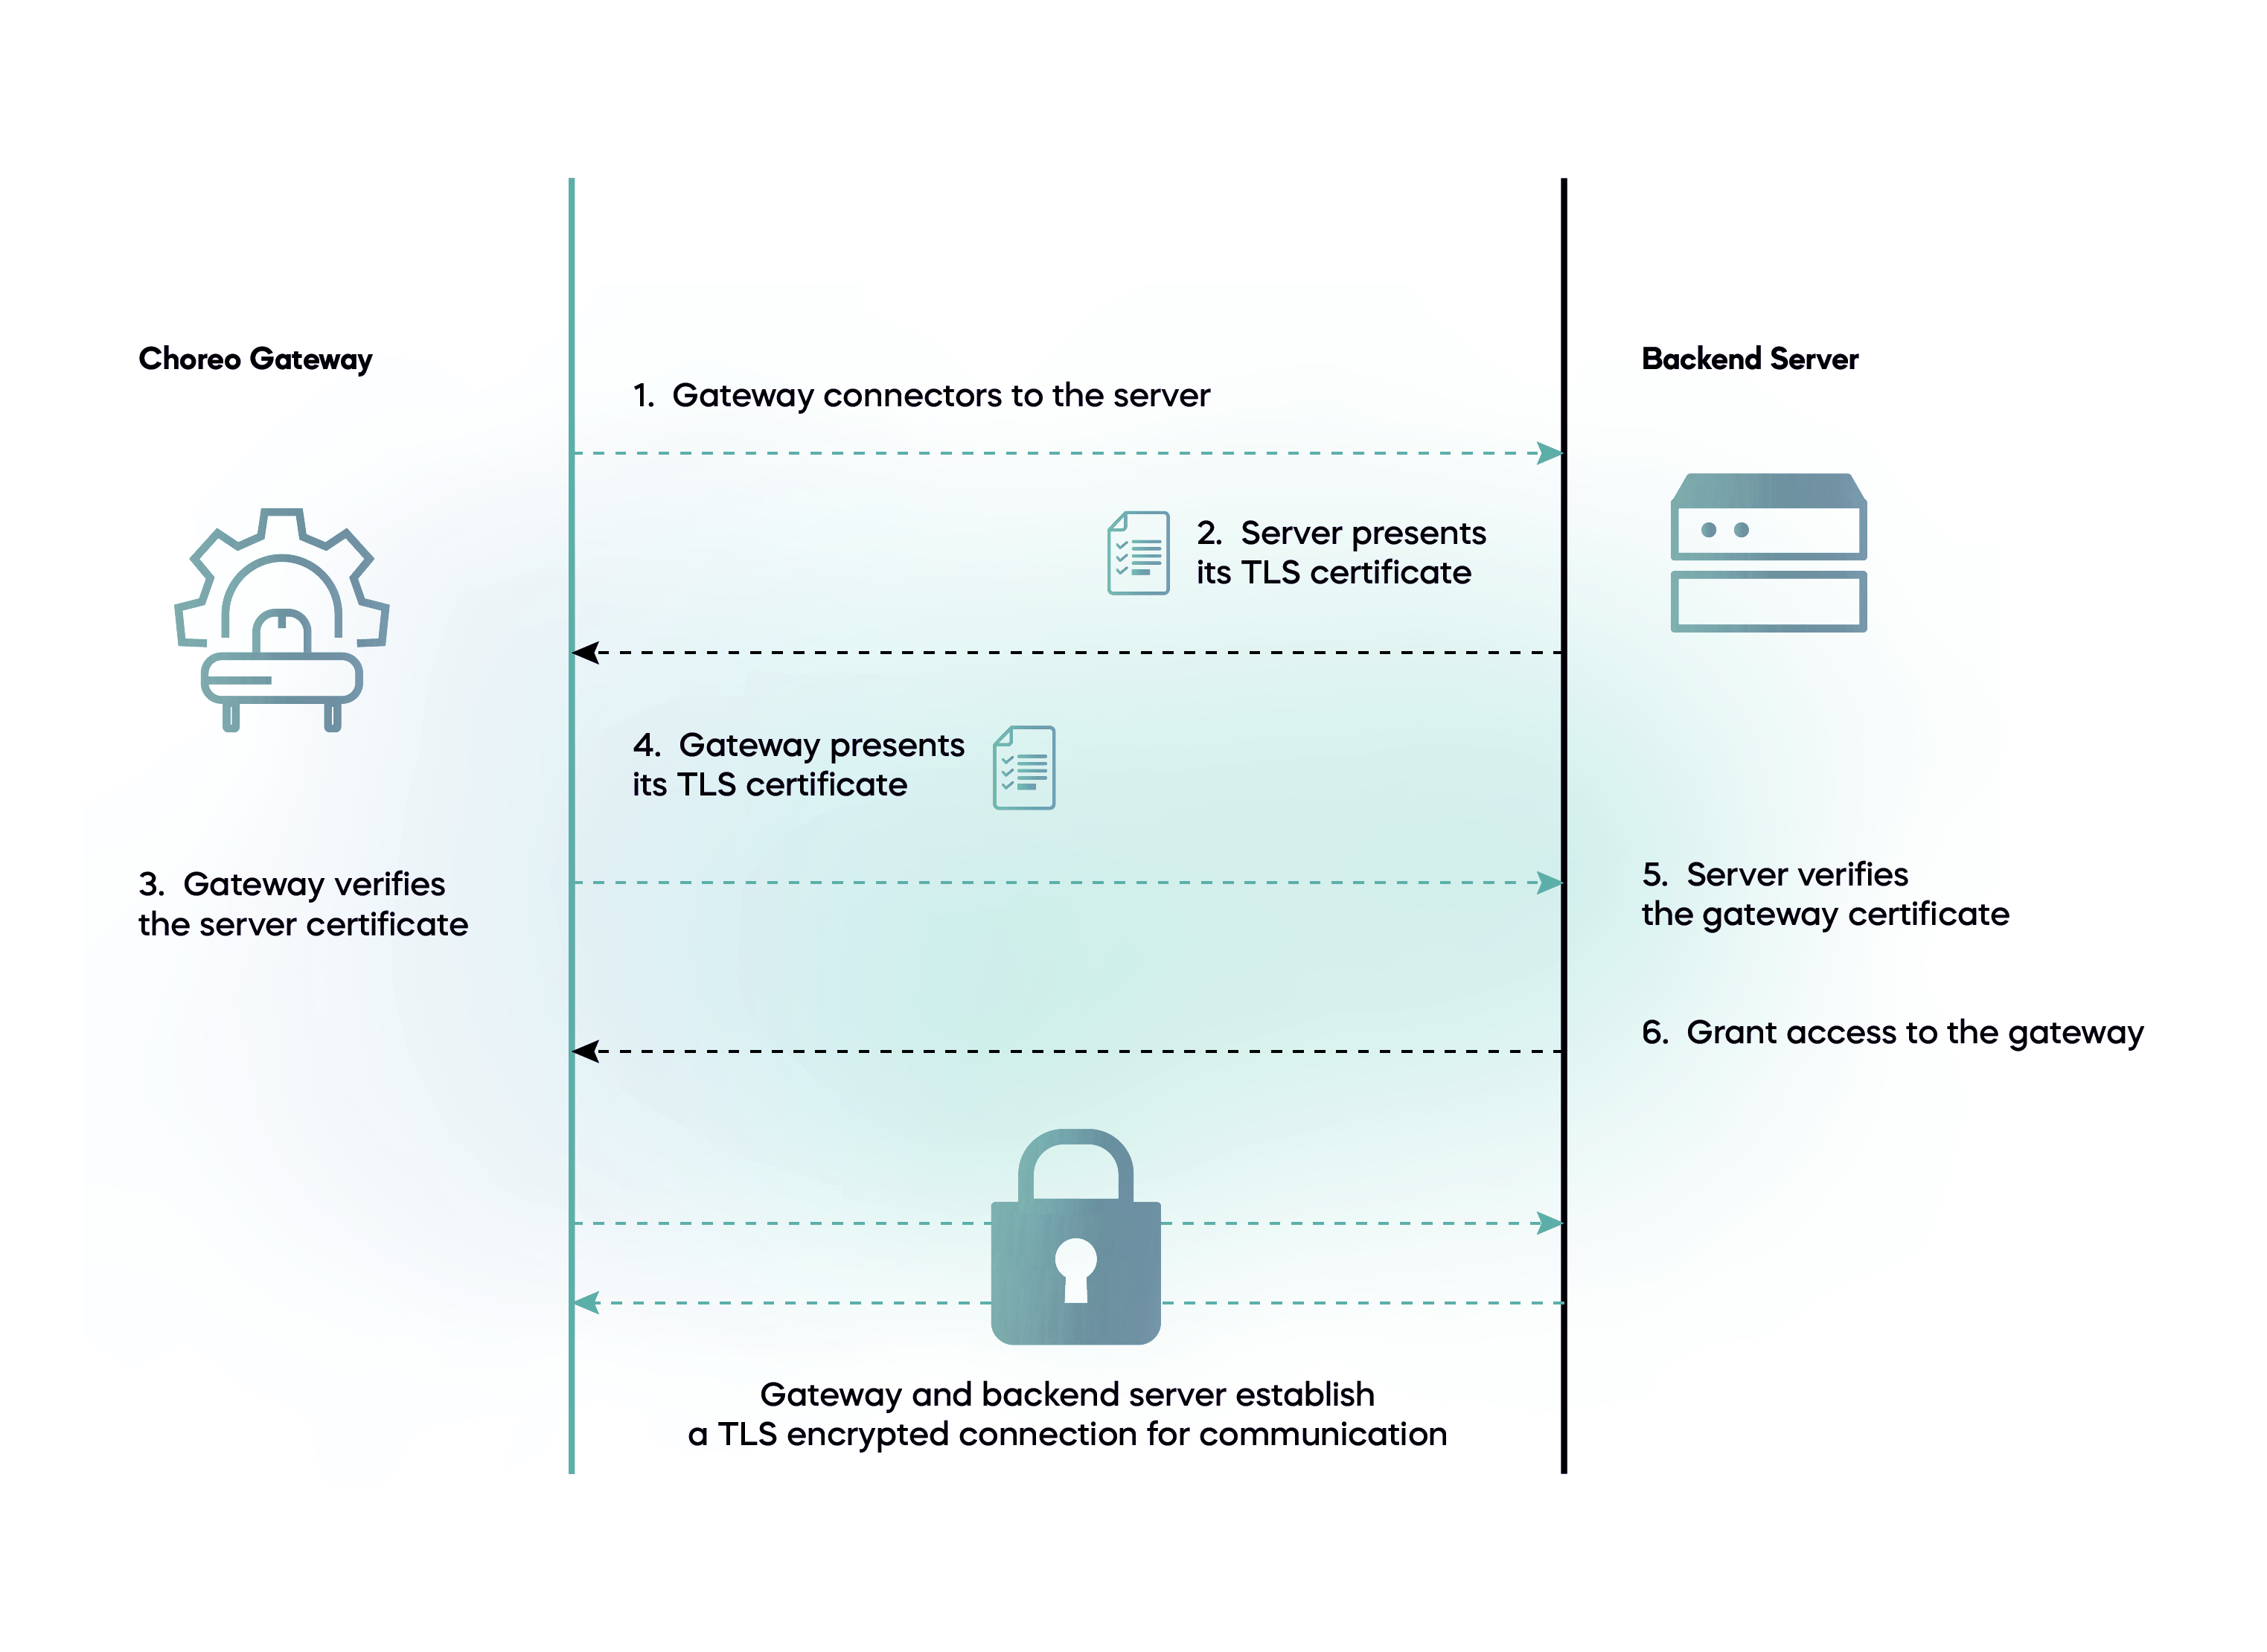 Choreo Gateway
Backend Server
1. Gateway connectors to the server
2. Server presents
its TLS certificate
4. Gateway presents
its TLS certificate
3. Gateway verifies
the server certificate
5. Server verifies
the gateway certificate
6. Grant access to the gateway
Gateway and backend server establish
a TLS encrypted connection for communication